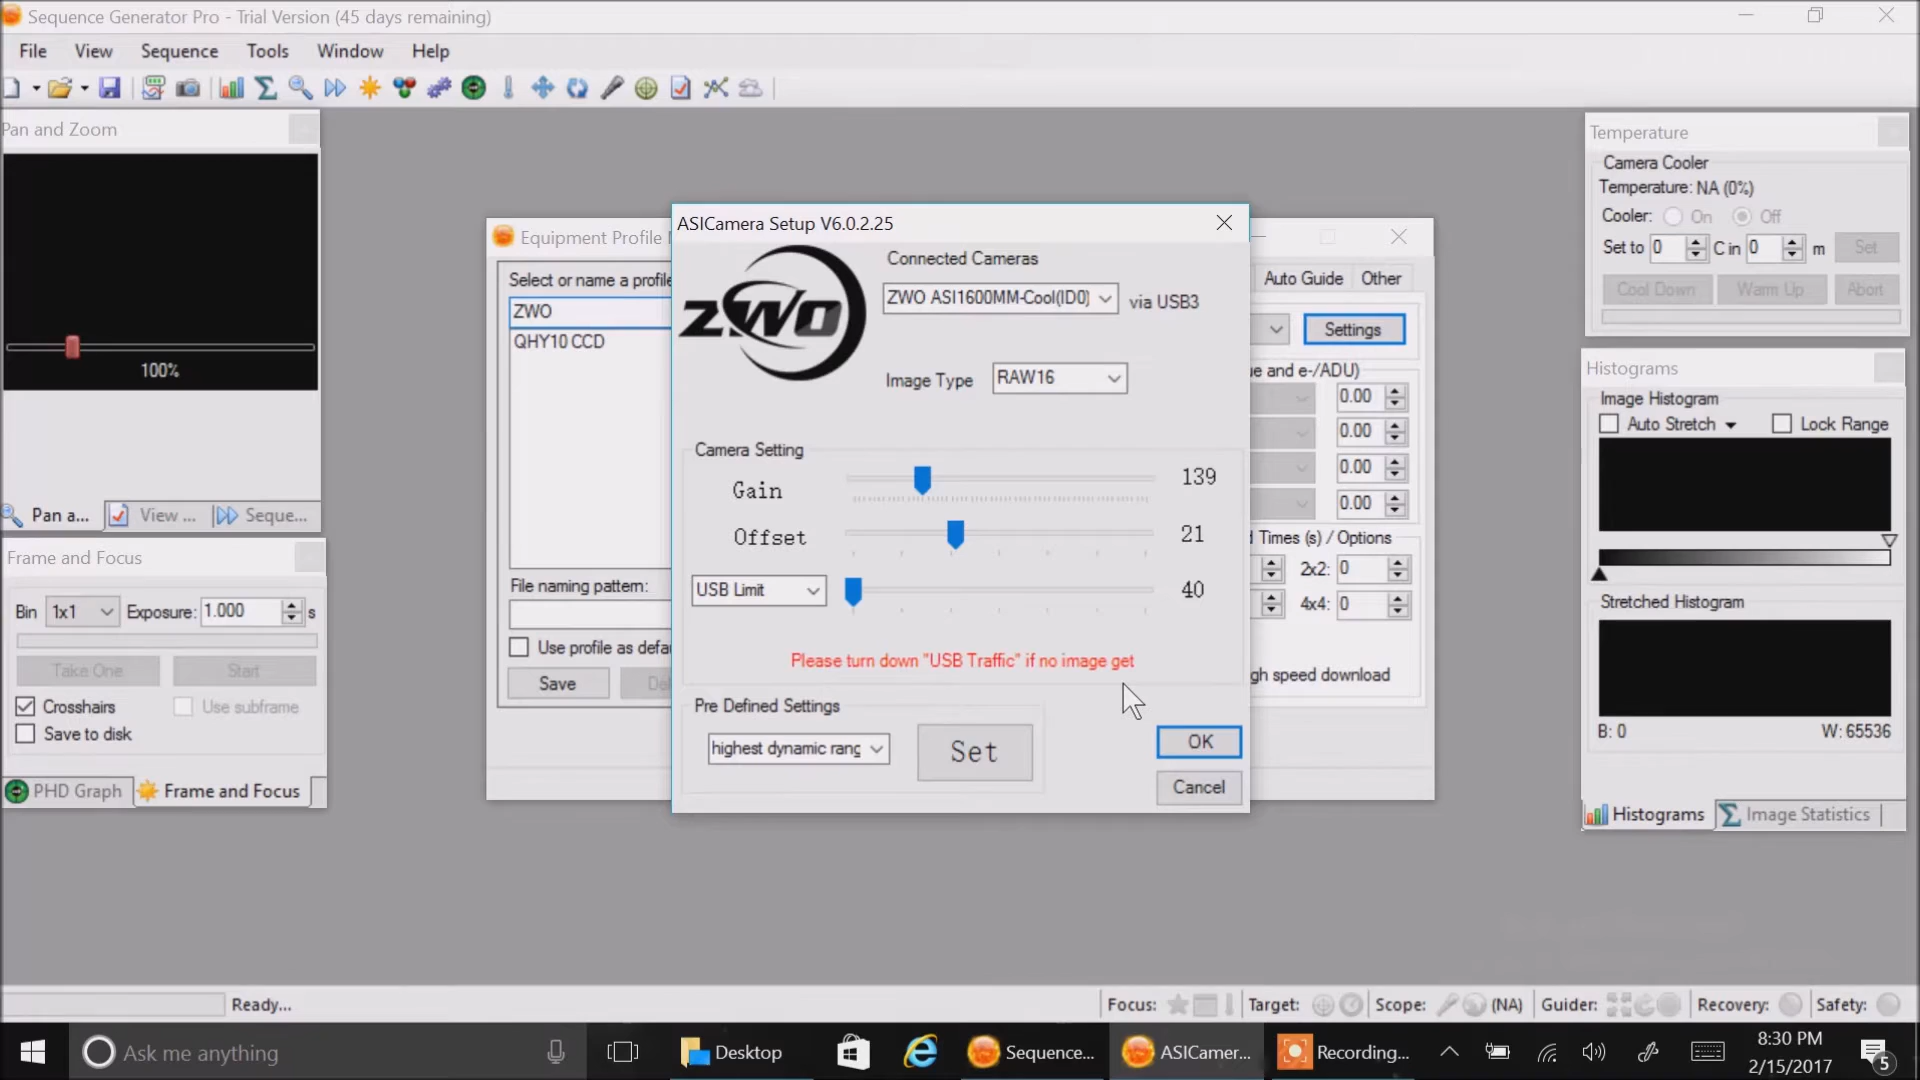 Sequence Generator Pro - Trial Version (45 days remaining)
File View Sequence Tools Window Help
Pan and Zoom
100%
Pan a... View ... Seque...
Frame and Focus
Bin 1x1 Exposure: 1.000 s
Take One Start
Crosshairs Use subframe
Save to disk
PHD Graph Frame and Focus
Equipment Profile
Select or name a profile
ZWO
QHY10 CCD
File naming pattern:
Use profile as defau
Save Del
ASICamera Setup V6.0.2.25
ZWO
Connected Cameras
ZWO ASI1600MM-Cool(ID0) via USB3
Image Type RAW16
Camera Setting
Gain 139
Offset 21
USB Limit 40
Please turn down "USB Traffic" if no image get
Pre Defined Settings
highest dynamic rang Set
OK
Cancel
Auto Guide Other
Settings
ue and e-/ADU)
0.00
0.00
0.00
0.00
Times (s) / Options
2x2: 0
4x4: 0
gh speed download
Temperature
Camera Cooler
Temperature: NA (0%)
Cooler: On Off
Set to 0 C in 0 m Set
Cool Down Warm Up Abort
Histograms
Image Histogram
Auto Stretch Lock Range
Stretched Histogram
B: 0 W: 65536
Histograms Image Statistics
Ready...
Focus: Target: Scope: (NA) Guider: Recovery: Safety:
Ask me anything
Desktop Sequence... ASICamer... Recording...
8:30 PM
2/15/2017
5